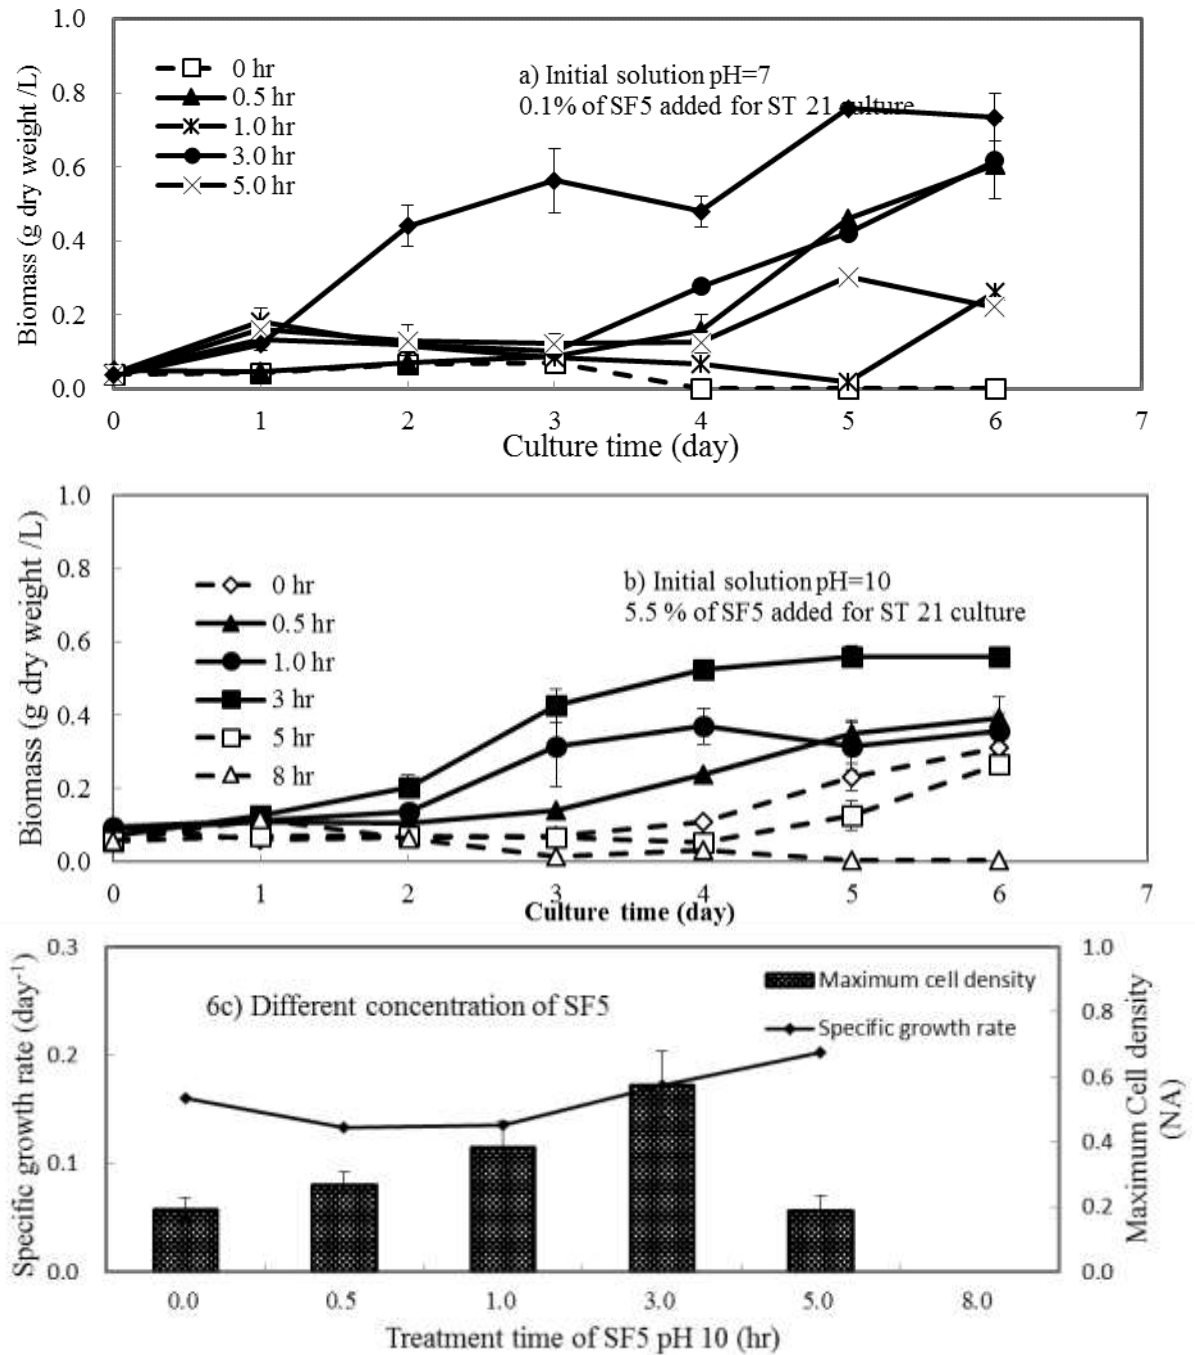 1.0
0.8
0.6
0.4
0.2
0.0
Biomass (g dry weight /L)
0 hr
0.5 hr
1.0 hr
3.0 hr
5.0 hr
a) Initial solution pH=7
0.1% of SF5 added for ST 21 culture
0 1 2 3 4 5 6 7
Culture time (day)
1.0
0.8
0.6
0.4
0.2
0.0
Biomass (g dry weight /L)
0 hr
0.5 hr
1.0 hr
3 hr
5 hr
8 hr
b) Initial solution pH=10
5.5 % of SF5 added for ST 21 culture
0 1 2 3 4 5 6 7
Culture time (day)
0.3
0.2
0.1
0.0
Specific growth rate (day⁻¹)
6c) Different concentration of SF5
Maximum cell density
Specific growth rate
1.0
0.8
0.6
0.4
0.2
0.0
Maximum Cell density
(NA)
0.0 0.5 1.0 3.0 5.0 8.0
Treatment time of SF5 pH 10 (hr)